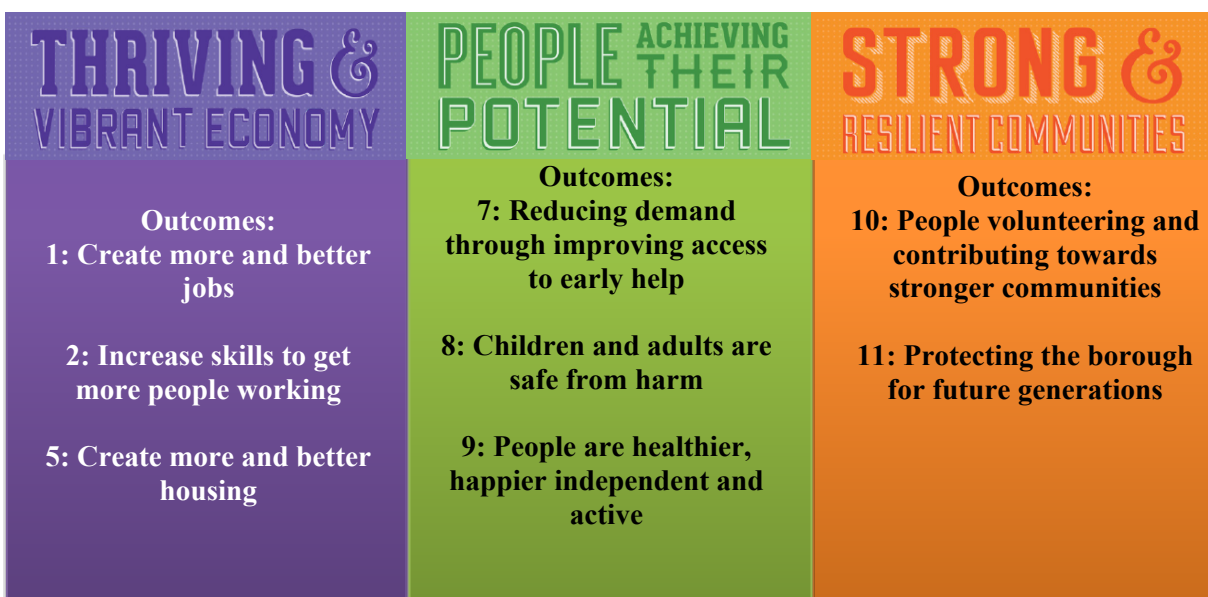 THRIVING &
VIBRANT ECONOMY
Outcomes:
1: Create more and better
jobs
2: Increase skills to get
more people working
5: Create more and better
housing
PEOPLE ACHIEVING
THEIR
POTENTIAL
Outcomes:
7: Reducing demand
through improving access
to early help
8: Children and adults are
safe from harm
9: People are healthier,
happier independent and
active
STRONG &
RESILIENT COMMUNITIES
Outcomes:
10: People volunteering and
contributing towards
stronger communities
11: Protecting the borough
for future generations